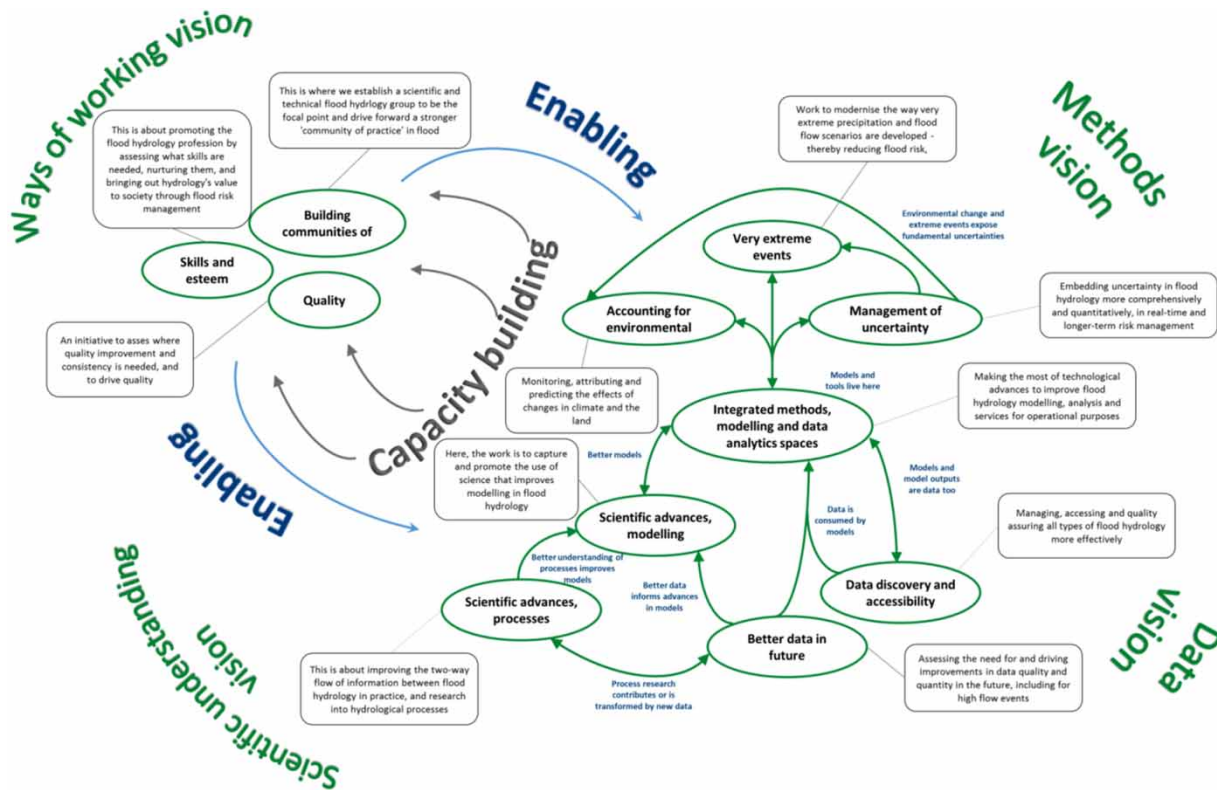 Ways of working vision
This is where we establish a scientific and
technical flood hydrlogy group to be the
focal point and drive forward a stronger
'community of practice' in flood
This is about promoting the
flood hydrology profession by
assessing what skills are
needed, nurturing them, and
bringing out hydrology's value
to society through flood risk
management
Building
communities of
Skills and
esteem
Quality
An initiative to asses where
quality improvement and
consistency is needed, and
to drive quality
Enabling
Enabling
Capacity building
Methods
vision
Work to modernise the way very
extreme precipitation and flood
flow scenarios are developed -
thereby reducing flood risk,
Environmental change and
extreme events expose
fundamental uncertainties
Very extreme
events
Accounting for
environmental
Management of
uncertainty
Embedding uncertainty in flood
hydrology more comprehensively
and quantitatively, in real-time and
longer-term risk management
Monitoring, attributing and
predicting the effects of
changes in climate and the
land
Models and
tools live here
Integrated methods,
modelling and data
analytics spaces
Making the most of technological
advances to improve flood
hydrology modelling, analysis and
services for operational purposes
Here, the work is to capture
and promote the use of
science that improves
modelling in flood
hydrology
Better models
Models and
model outputs
are data too
Scientific advances,
modelling
Data is
consumed by
models
Managing, accessing and quality
assuring all types of flood hydrology
more effectively
Better understanding of
processes improves
models
Better data
informs advances
in models
Data discovery and
accessibility
Scientific advances,
processes
Better data in
future
This is about improving the two-way
flow of information between flood
hydrology in practice, and research
into hydrological processes
Process research
contributes or is
transformed by new data
Assessing the need for and driving
improvements in data quality and
quantity in the future, including for
high flow events
Data
vision
Scientific understanding
vision